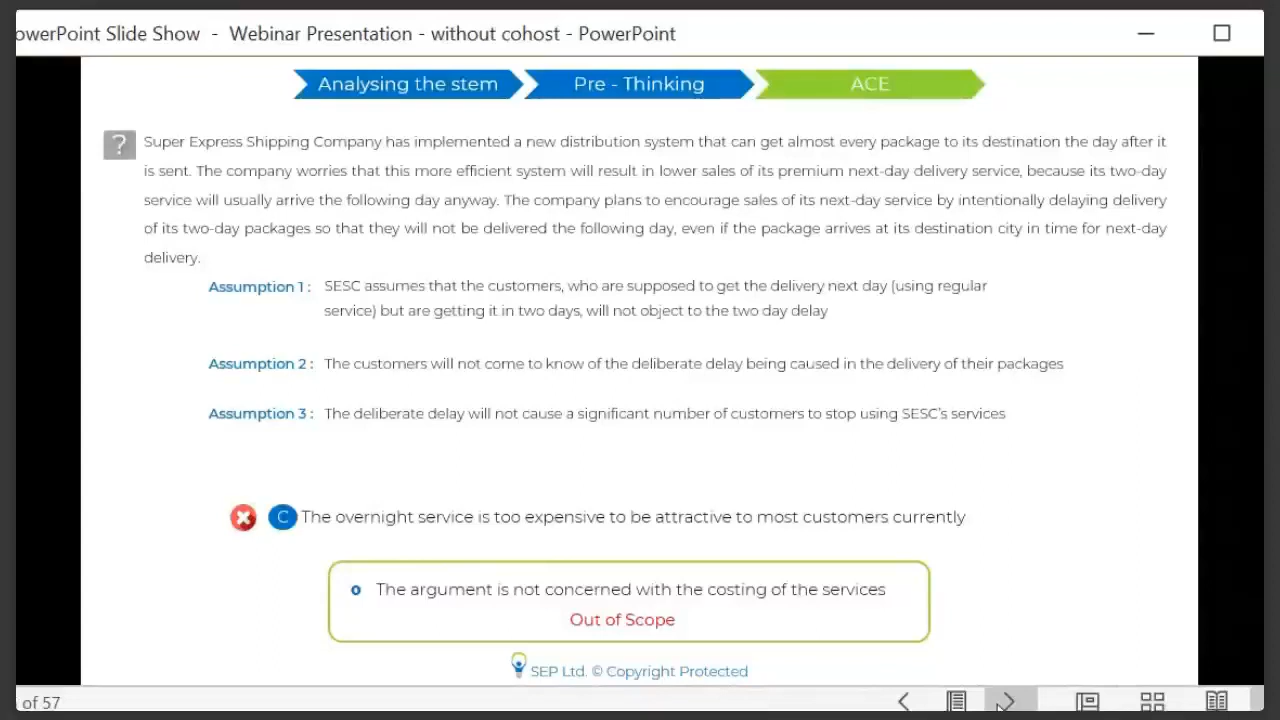 owerPoint Slide Show - Webinar Presentation - without cohost - PowerPoint
Analysing the stem Pre - Thinking ACE
? Super Express Shipping Company has implemented a new distribution system that can get almost every package to its destination the day after it
is sent. The company worries that this more efficient system will result in lower sales of its premium next-day delivery service, because its two-day
service will usually arrive the following day anyway. The company plans to encourage sales of its next-day service by intentionally delaying delivery
of its two-day packages so that they will not be delivered the following day, even if the package arrives at its destination city in time for next-day
delivery.
Assumption 1 : SESC assumes that the customers, who are supposed to get the delivery next day (using regular
service) but are getting it in two days, will not object to the two day delay
Assumption 2 : The customers will not come to know of the deliberate delay being caused in the delivery of their packages
Assumption 3 : The deliberate delay will not cause a significant number of customers to stop using SESC's services
C The overnight service is too expensive to be attractive to most customers currently
The argument is not concerned with the costing of the services
Out of Scope
SEP Ltd. © Copyright Protected
of 57